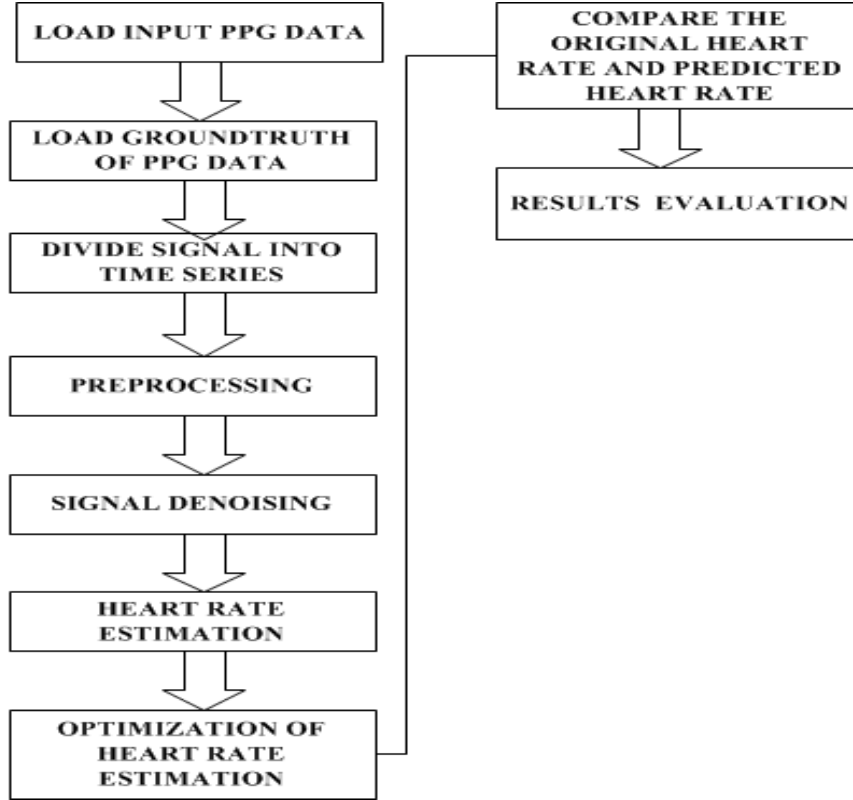 LOAD INPUT PPG DATA
LOAD GROUNDTRUTH
OF PPG DATA
DIVIDE SIGNAL INTO
TIME SERIES
PREPROCESSING
SIGNAL DENOISING
HEART RATE
ESTIMATION
OPTIMIZATION OF
HEART RATE
ESTIMATION
COMPARE THE
ORIGINAL HEART
RATE AND PREDICTED
HEART RATE
RESULTS EVALUATION